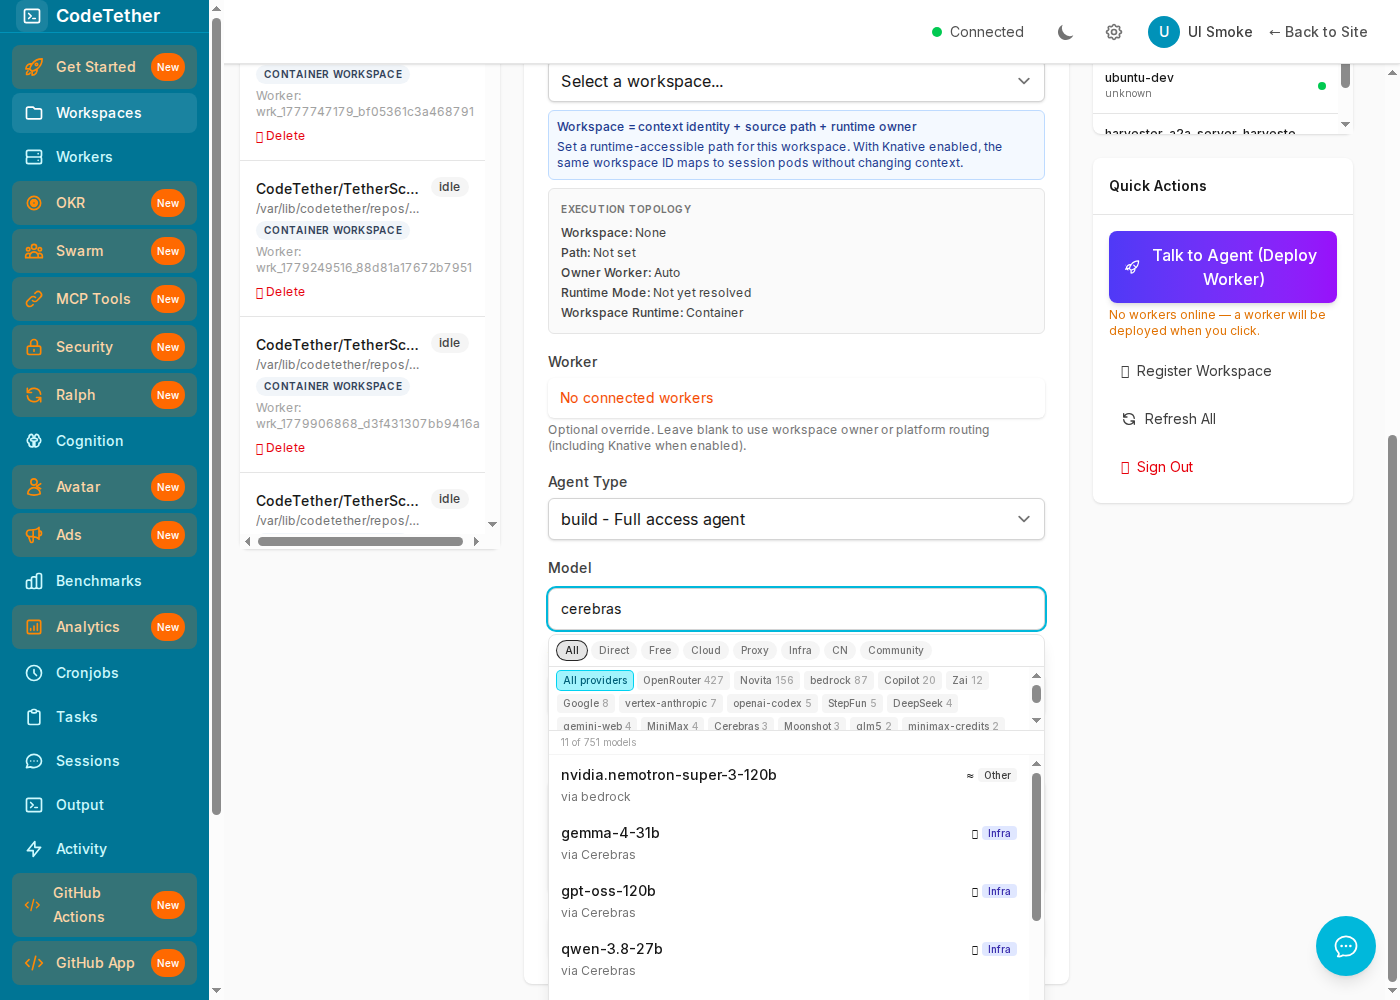 CodeTether
Get Started New
Workspaces
Workers
OKR New
Swarm New
MCP Tools New
Security New
Ralph New
Cognition
Avatar New
Ads New
Benchmarks
Analytics New
Cronjobs
Tasks
Sessions
Output
Activity
GitHub Actions New
GitHub App New
Connected
U UI Smoke
← Back to Site
CONTAINER WORKSPACE
Worker:
wrk_1777747179_bf05361c3a468791
Delete
CodeTether/TetherSc... idle
/var/lib/codetether/repos/...
CONTAINER WORKSPACE
Worker:
wrk_1779249516_88d81a17672b7951
Delete
CodeTether/TetherSc... idle
/var/lib/codetether/repos/...
CONTAINER WORKSPACE
Worker:
wrk_1779906868_d3f431307bb9416a
Delete
CodeTether/TetherSc... idle
/var/lib/codetether/repos/...
Select a workspace...
Workspace = context identity + source path + runtime owner
Set a runtime-accessible path for this workspace. With Knative enabled, the
same workspace ID maps to session pods without changing context.
EXECUTION TOPOLOGY
Workspace: None
Path: Not set
Owner Worker: Auto
Runtime Mode: Not yet resolved
Workspace Runtime: Container
Worker
No connected workers
Optional override. Leave blank to use workspace owner or platform routing
(including Knative when enabled).
Agent Type
build - Full access agent
Model
cerebras
All Direct Free Cloud Proxy Infra CN Community
All providers OpenRouter 427 Novita 156 bedrock 87 Copilot 20 Zai 12
Google 8 vertex-anthropic 7 openai-codex 5 StepFun 5 DeepSeek 4
gemini-web 4 MiniMax 4 Cerebras 3 Moonshot 3 glm5 2 minimax-credits 2
11 of 751 models
nvidia.nemotron-super-3-120b ≈ Other
via bedrock
gemma-4-31b Infra
via Cerebras
gpt-oss-120b Infra
via Cerebras
qwen-3.8-27b Infra
via Cerebras
ubuntu-dev
unknown
harvester_a2a_server_harveste...
Quick Actions
Talk to Agent (Deploy
Worker)
No workers online — a worker will be
deployed when you click.
Register Workspace
Refresh All
Sign Out